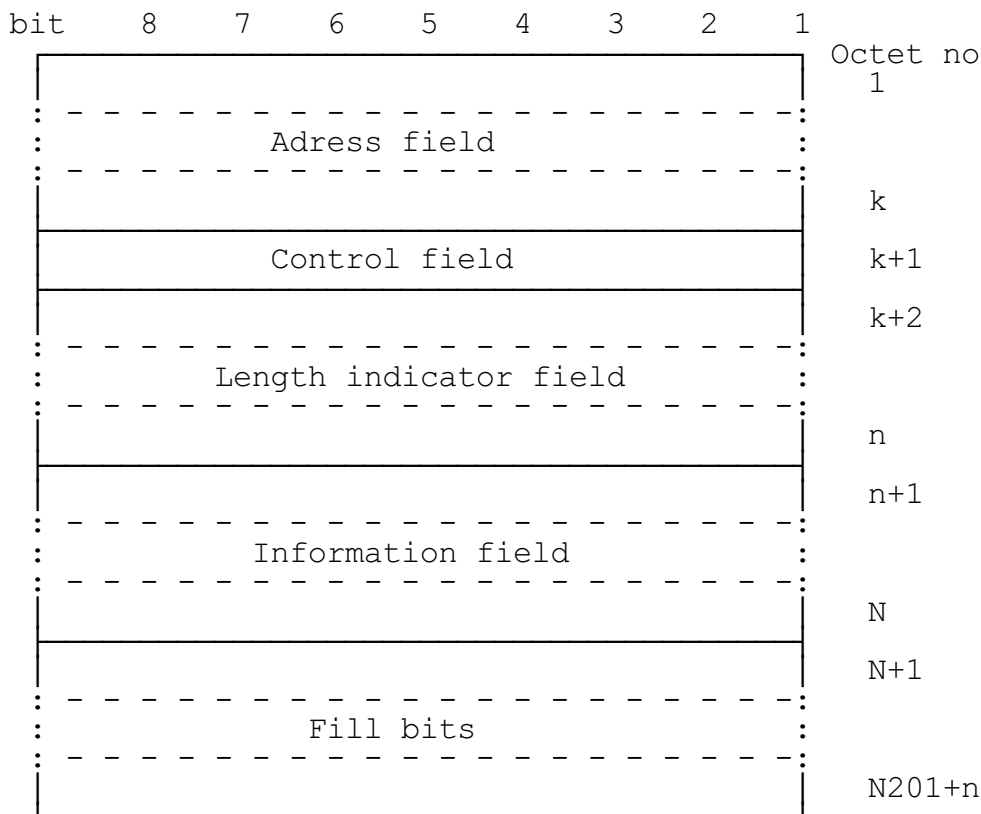 bit 8 7 6 5 4 3 2 1
Octet no
1
Adress field
k
Control field k+1
k+2
Length indicator field
n
n+1
Information field
N
N+1
Fill bits
N201+n